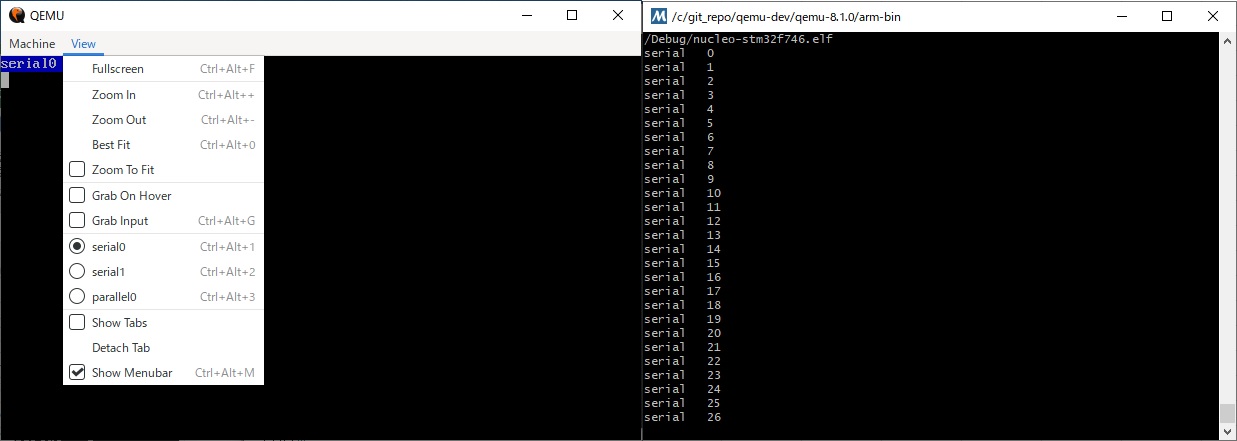 QEMU
Machine View
serial0
Fullscreen Ctrl+Alt+F
Zoom In Ctrl+Alt++
Zoom Out Ctrl+Alt+-
Best Fit Ctrl+Alt+0
Zoom To Fit
Grab On Hover
Grab Input Ctrl+Alt+G
serial0 Ctrl+Alt+1
serial1 Ctrl+Alt+2
parallel0 Ctrl+Alt+3
Show Tabs
Detach Tab
Show Menubar Ctrl+Alt+M
/c/git_repo/qemu-dev/qemu-8.1.0/arm-bin
/Debug/nucleo-stm32f746.elf
serial 0
serial 1
serial 2
serial 3
serial 4
serial 5
serial 6
serial 7
serial 8
serial 9
serial 10
serial 11
serial 12
serial 13
serial 14
serial 15
serial 16
serial 17
serial 18
serial 19
serial 20
serial 21
serial 22
serial 23
serial 24
serial 25
serial 26